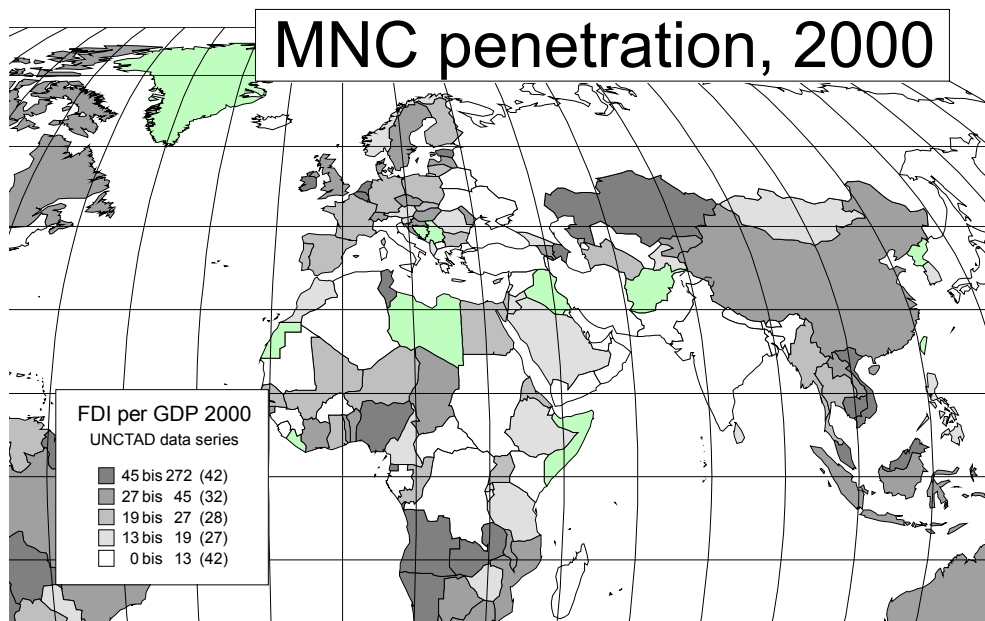 MNC penetration, 2000
FDI per GDP 2000
UNCTAD data series
45 bis 272 (42)
27 bis 45 (32)
19 bis 27 (28)
13 bis 19 (27)
0 bis 13 (42)